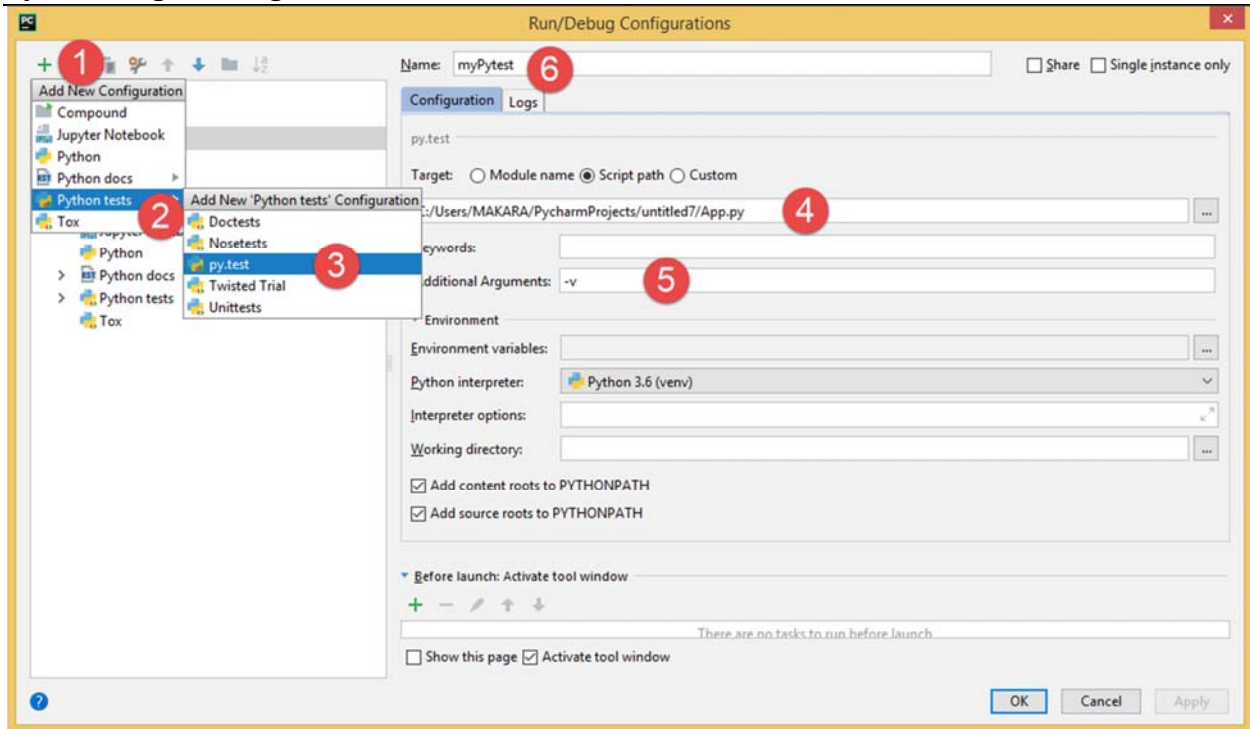 Run/Debug Configurations
1
Add New Configuration
Compound
Jupyter Notebook
Python
Python docs
Python tests
Tox
2
Add New 'Python tests' Configuration
Doctests
Nosetests
py.test
Twisted Trial
Unittests
3
Python
Python docs
Python tests
Tox
Name: myPytest
6
Share Single instance only
Configuration Logs
py.test
Target: Module name Script path Custom
C:/Users/MAKARA/PycharmProjects/untitled7/App.py
4
...
eywords:
dditional Arguments: -v
5
Environment
Environment variables:
...
Python interpreter: Python 3.6 (venv)
Interpreter options:
Working directory:
...
Add content roots to PYTHONPATH
Add source roots to PYTHONPATH
Before launch: Activate tool window
There are no tasks to run before launch
Show this page Activate tool window
? OK Cancel Apply